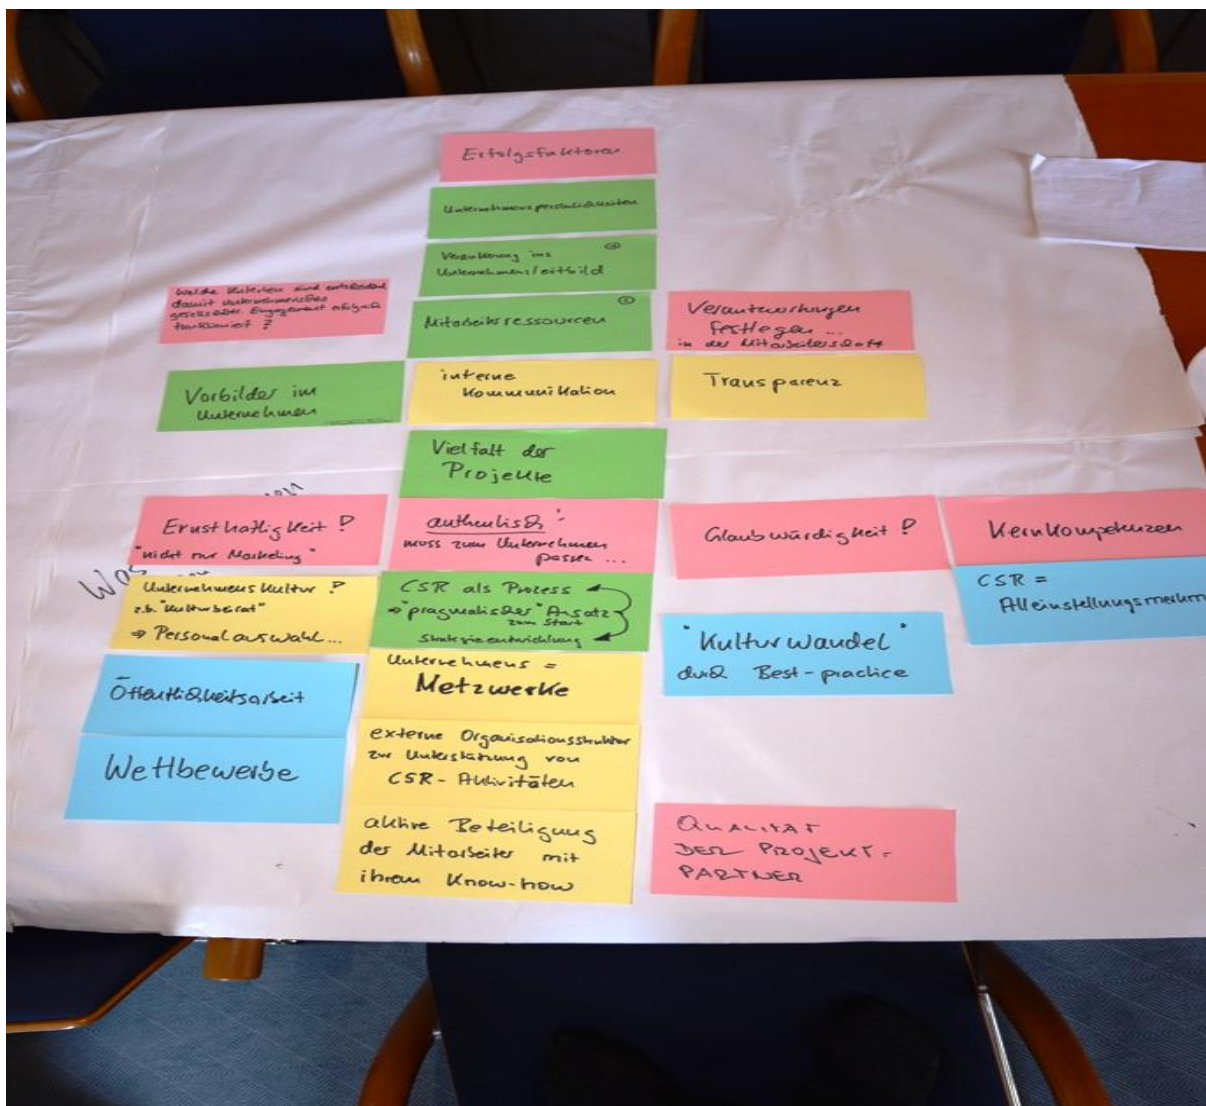 Erfolgsfaktoren
Unternehmenspersönlichkeiten
Verankerung ins
Unternehmensleitbild
Welche Kriterien sind entscheidend
damit unternehmerisches
gesellschaftl. Engagement erfolgreich
funktioniert ?
Mitarbeiterressourcen
Verantwortungen
festlegen ...
in der Mitarbeiterschaft
Vorbilder im
Unternehmen
interne
Kommunikation
Transparenz
Vielfalt der
Projekte
Ernsthaftigkeit !
"nicht nur Marketing"
authentisch :
muss zum Unternehmen
passen ...
Glaubwürdigkeit !
Kernkompetenzen
Was
Unternehmenskultur !
z.b. "Kulturbeirat"
⇒ Personalauswahl ...
CSR als Prozess
⇒ "pragmatischer" Ansatz
zum Start
Strategieentwicklung
"Kulturwandel"
durch Best-practice
CSR =
Alleinstellungsmerkm
Öffentlichkeitsarbeit
Unternehmens =
Netzwerke
Wettbewerbe
externe Organisationsstruktur
zur Unterstützung von
CSR-Aktivitäten
aktive Beteiligung
der Mitarbeiter mit
ihrem Know-how
QUALITÄT
DER PROJEKT-
PARTNER